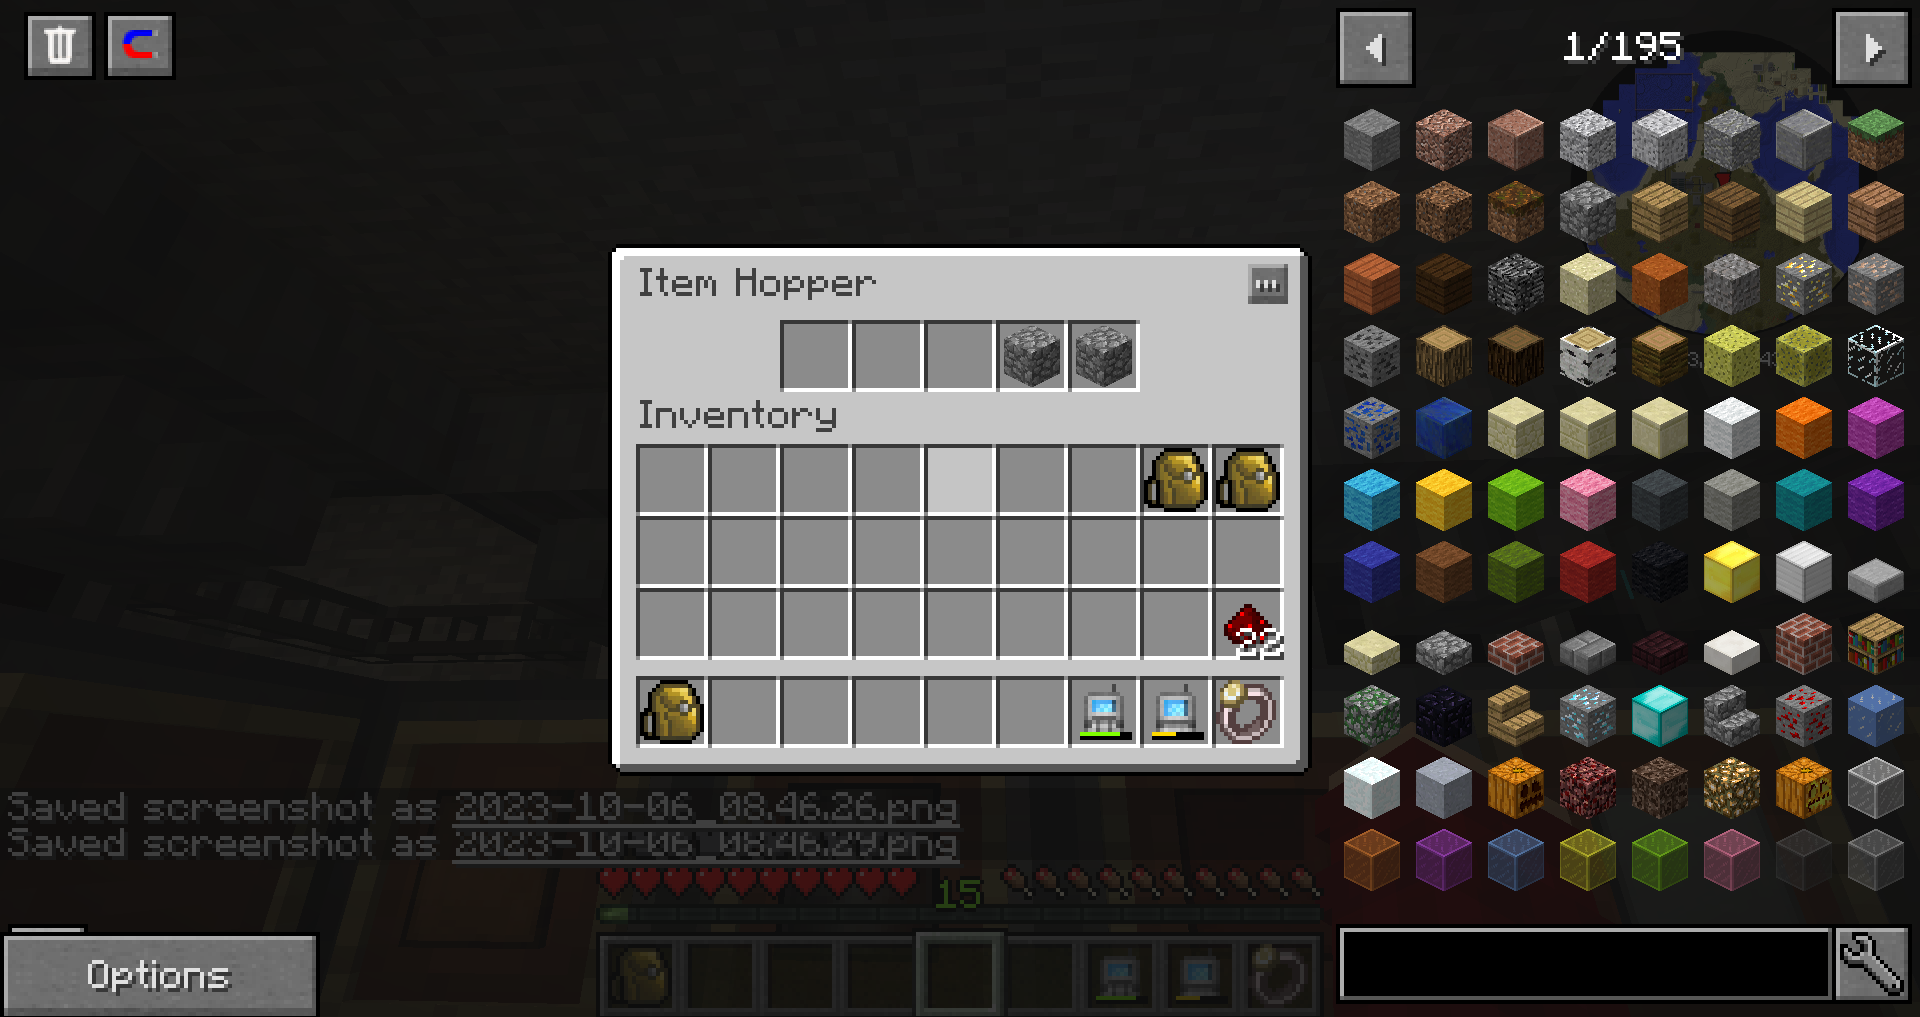 1/195
Item Hopper
...
Inventory
Saved screenshot as 2023-10-06_08.46.26.png
Saved screenshot as 2023-10-06_08.46.29.png
15
Options